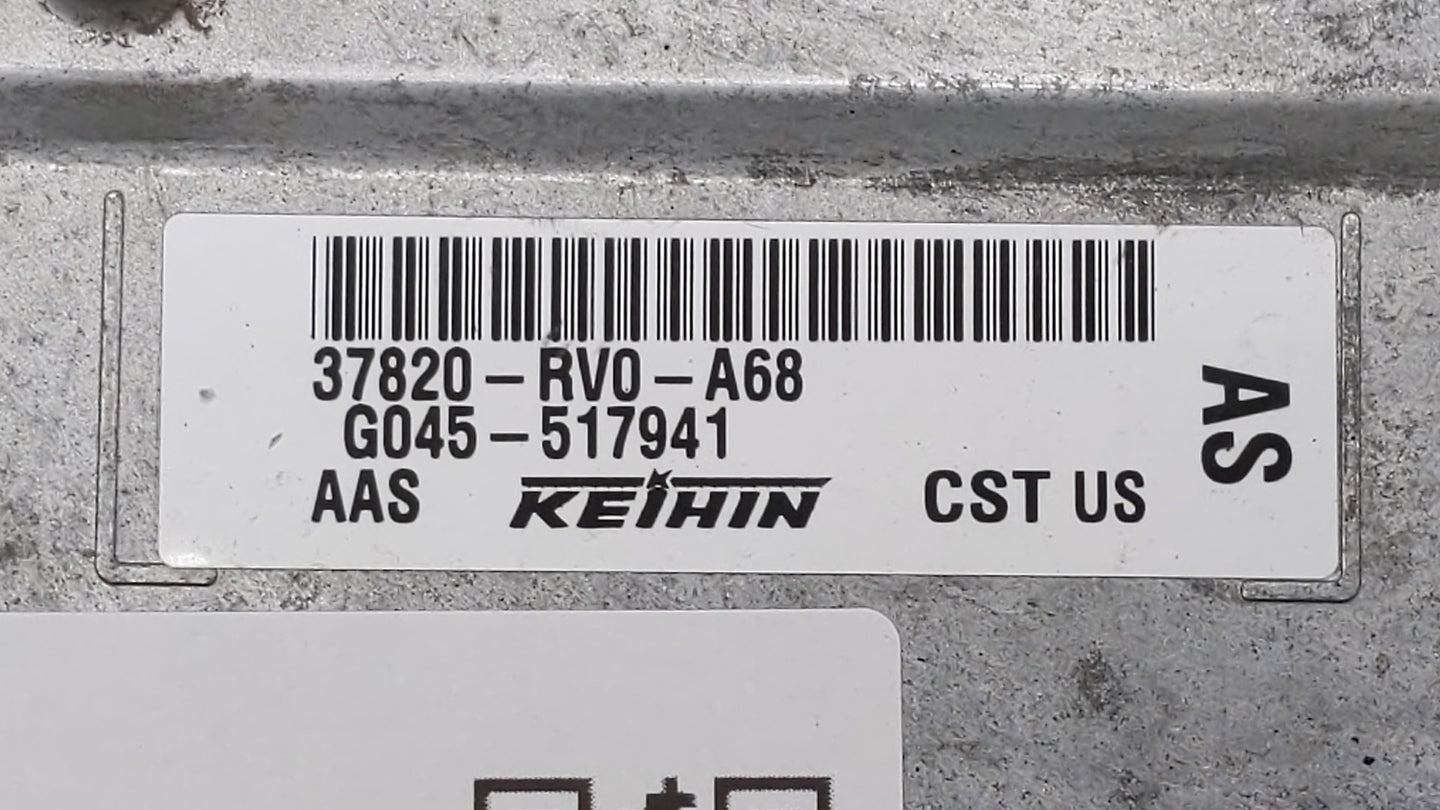 37820-RV0-A68
G045-517941
AAS KEIHIN CST US
AS